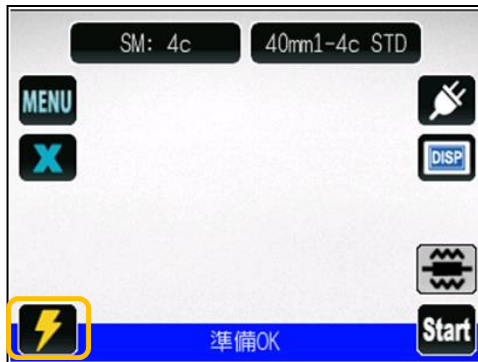 SM: 4c
40mm1-4c STD
MENU
X
DISP
準備OK
Start